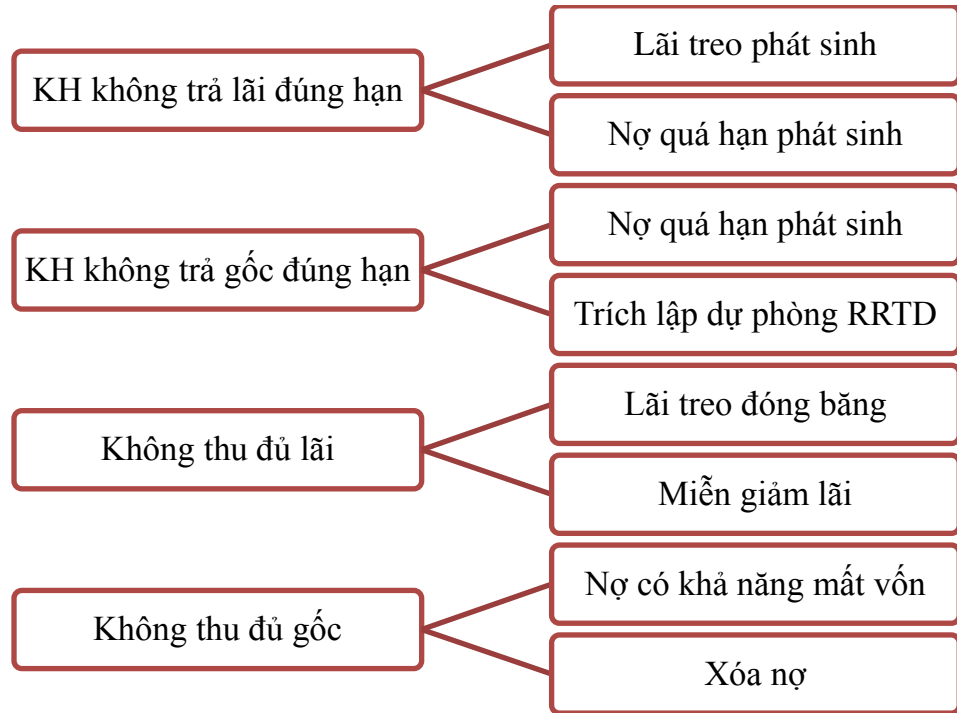 KH không trả lãi đúng hạn
Lãi treo phát sinh
Nợ quá hạn phát sinh
KH không trả gốc đúng hạn
Nợ quá hạn phát sinh
Trích lập dự phòng RRTD
Không thu đủ lãi
Lãi treo đóng băng
Miễn giảm lãi
Không thu đủ gốc
Nợ có khả năng mất vốn
Xóa nợ